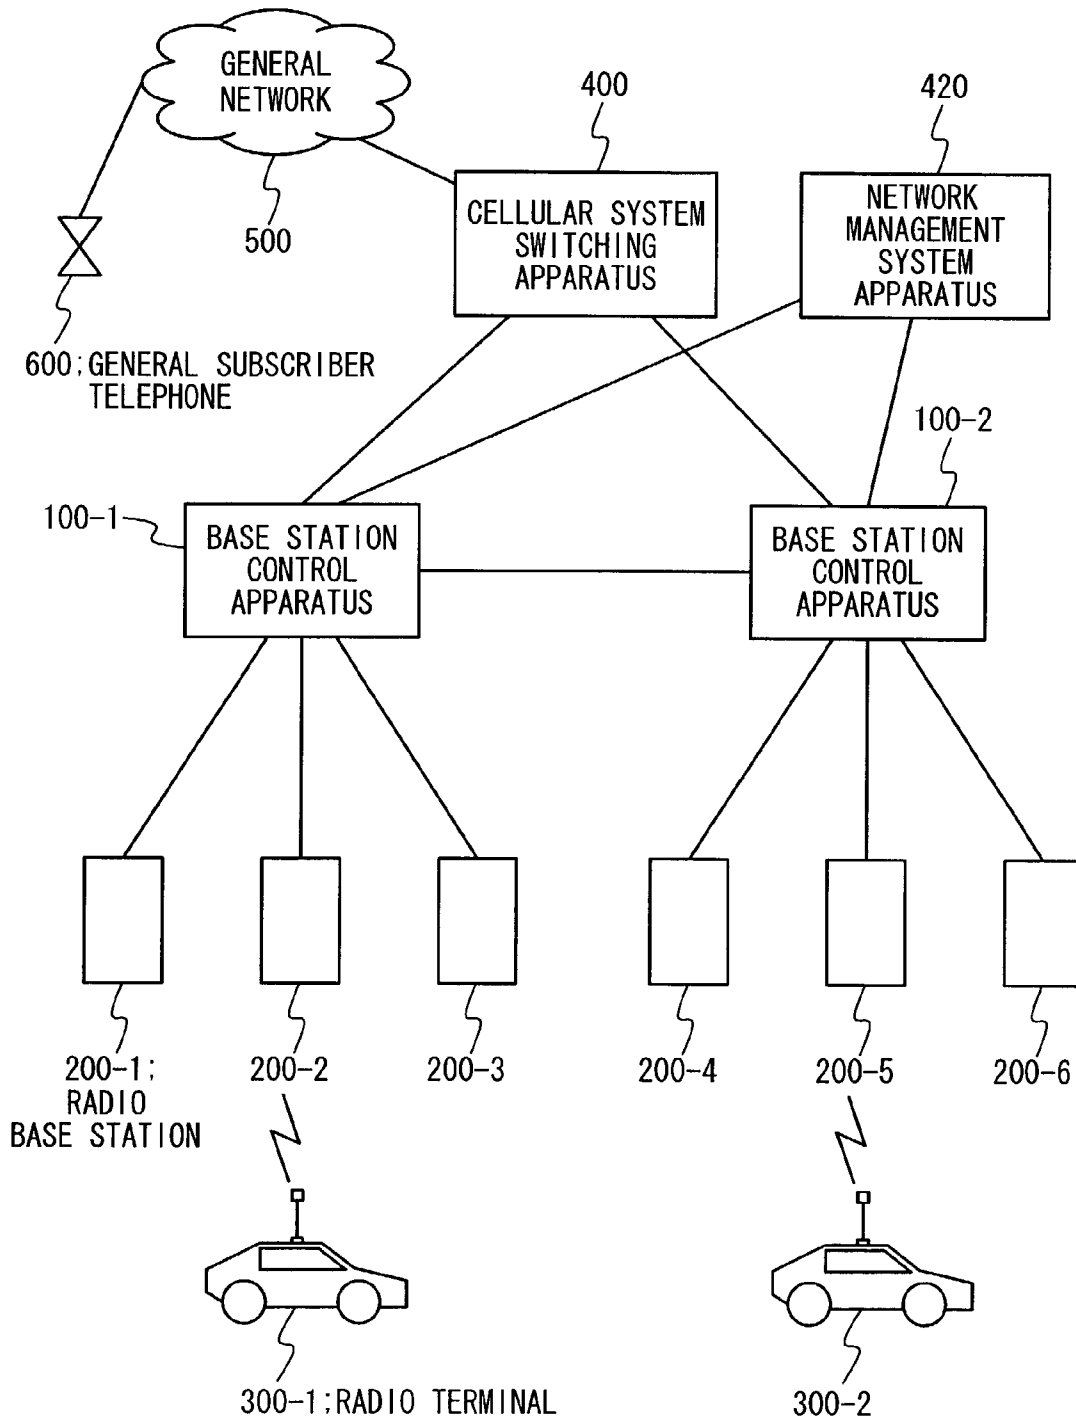 GENERAL
NETWORK
400
420
CELLULAR SYSTEM
SWITCHING
APPARATUS
NETWORK
MANAGEMENT
SYSTEM
APPARATUS
500
600;GENERAL SUBSCRIBER
TELEPHONE
100-2
100-1
BASE STATION
CONTROL
APPARATUS
BASE STATION
CONTROL
APPARATUS
200-1;
RADIO
BASE STATION
200-2
200-3
200-4
200-5
200-6
300-1;RADIO TERMINAL
300-2